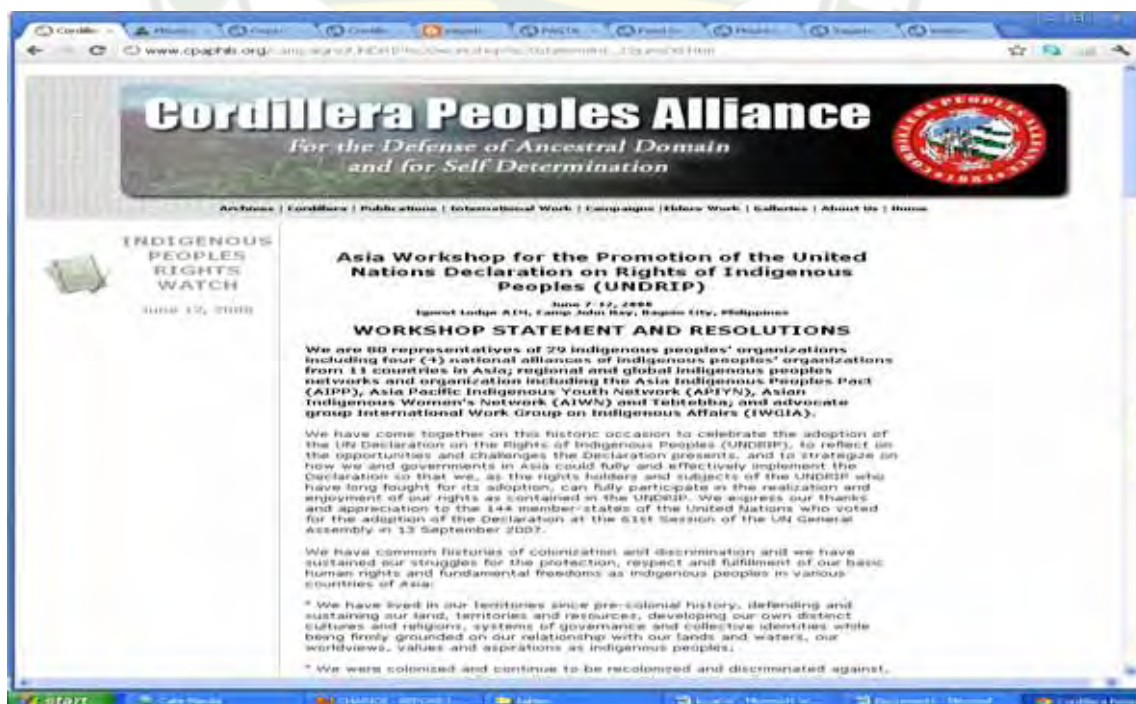 www.cpaphils.org/
Cordillera Peoples Alliance
For the Defense of Ancestral Domain
and for Self Determination
CORDILLERA PEOPLES ALLIANCE
Archives | Cordillera | Publications | International Work | Campaigns |Elders Work | Galleries | About Us | Home
INDIGENOUS
PEOPLES
RIGHTS
WATCH
June 12, 2008
Asia Workshop for the Promotion of the United
Nations Declaration on Rights of Indigenous
Peoples (UNDRIP)
June 7-12, 2008
Igorot Lodge AIM, Camp John Hay, Baguio City, Philippines
WORKSHOP STATEMENT AND RESOLUTIONS
We are 80 representatives of 29 indigenous peoples' organizations
including four (4) national alliances of indigenous peoples' organizations
from 11 countries in Asia; regional and global indigenous peoples
networks and organization including the Asia Indigenous Peoples Pact
(AIPP), Asia Pacific Indigenous Youth Network (APIYN), Asian
Indigenous Women's Network (AIWN) and Tebtebba; and advocate
group International Work Group on Indigenous Affairs (IWGIA).
We have come together on this historic occasion to celebrate the adoption of
the UN Declaration on the Rights of Indigenous Peoples (UNDRIP), to reflect on
the opportunities and challenges the Declaration presents, and to strategize on
how we and governments in Asia could fully and effectively implement the
Declaration so that we, as the rights holders and subjects of the UNDRIP who
have long fought for its adoption, can fully participate in the realization and
enjoyment of our rights as contained in the UNDRIP. We express our thanks
and appreciation to the 144 member-states of the United Nations who voted
for the adoption of the Declaration at the 61st Session of the UN General
Assembly in 13 September 2007.
We have common histories of colonization and discrimination and we have
sustained our struggles for the protection, respect and fulfillment of our basic
human rights and fundamental freedoms as indigenous peoples in various
countries of Asia:
* We have lived in our territories since pre-colonial history, defending and
sustaining our land, territories and resources, developing our own distinct
cultures and religions, systems of governance and collective identities while
being firmly grounded on our relationship with our lands and waters, our
worldviews, values and aspirations as indigenous peoples.
* We were colonized and continue to be recolonized and discriminated against.
start